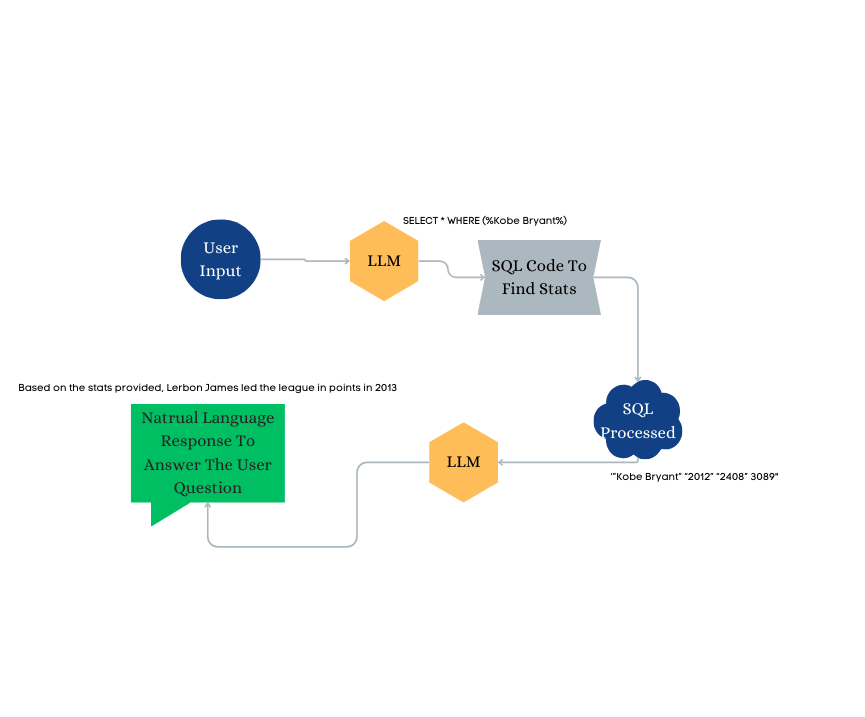 SELECT * WHERE (%Kobe Bryant%)
User
Input
LLM
SQL Code To
Find Stats
Based on the stats provided, Lerbon James led the league in points in 2013
Natrual Language
Response To
Answer The User
Question
LLM
SQL
Processed
'"Kobe Bryant" "2012" "2408" 3089"